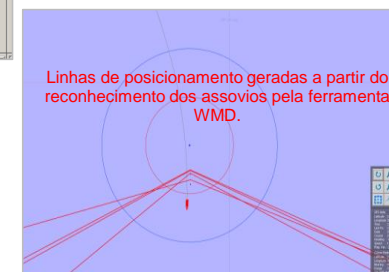 Linhas de posicionamento geradas a partir do
reconhecimento dos assovios pela ferramenta
WMD.